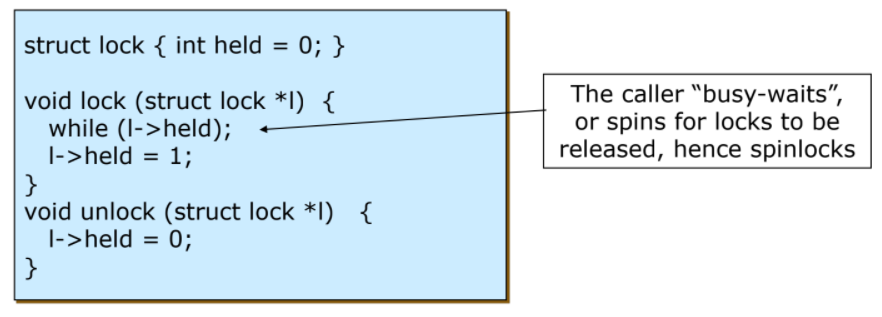 struct lock { int held = 0; }
void lock (struct lock *l) {
while (l->held);
l->held = 1;
}
void unlock (struct lock *l) {
l->held = 0;
}
The caller “busy-waits”,
or spins for locks to be
released, hence spinlocks